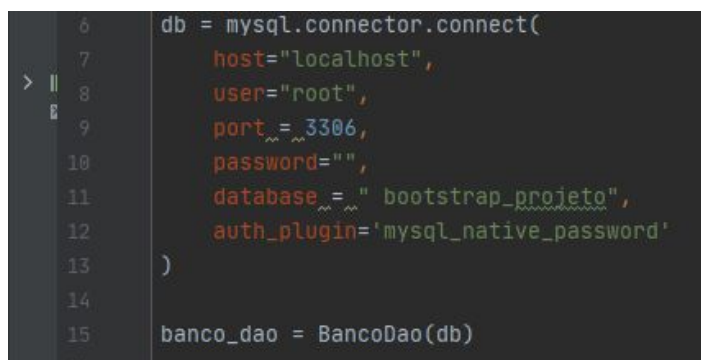 6 db = mysql.connector.connect(
7 host="localhost",
8 user="root",
9 port = 3306,
10 password="",
11 database = " bootstrap_projeto",
12 auth_plugin='mysql_native_password'
13 )
14
15 banco_dao = BancoDao(db)